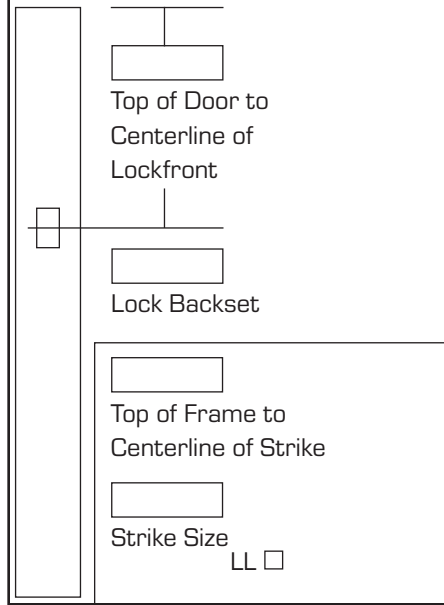 Top of Door to
Centerline of
Lockfront
Lock Backset
Top of Frame to
Centerline of Strike
Strike Size
LL